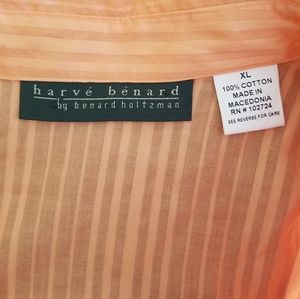 harvé bénard
by benard holtzman
XL
100% COTTON
MADE IN
MACEDONIA
RN # 102724
SEE REVERSE FOR CARE